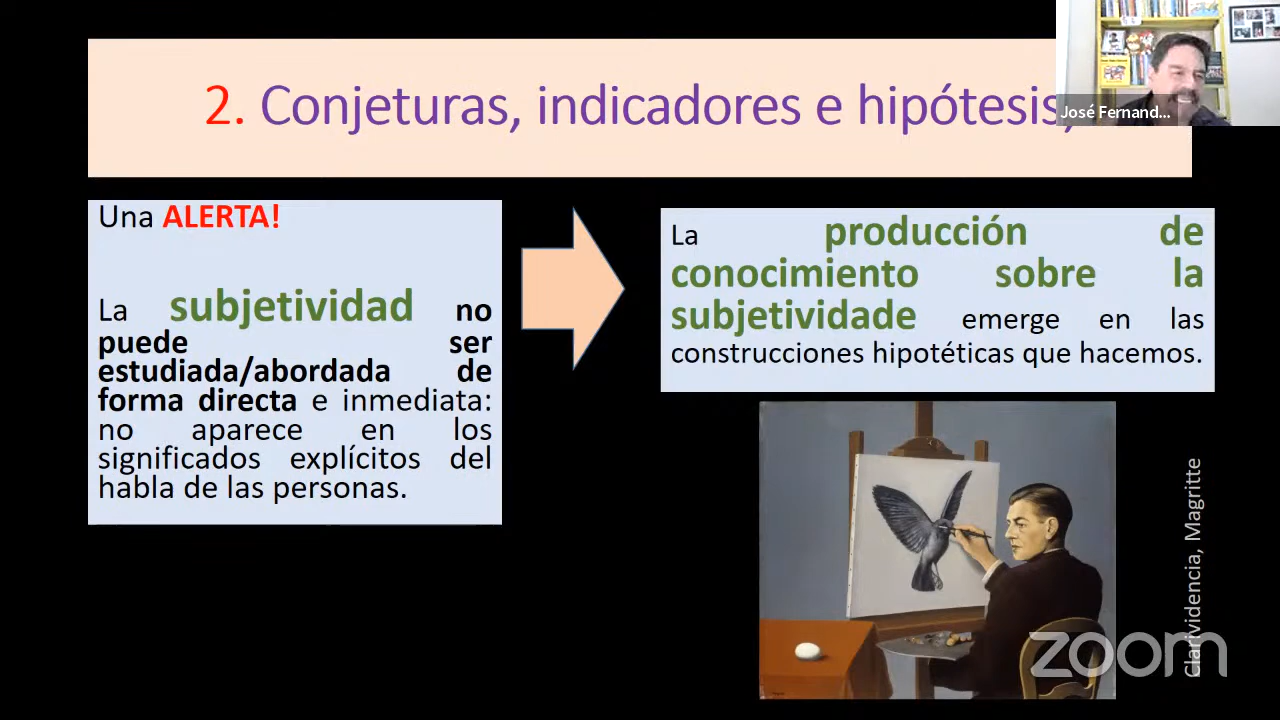 2. Conjeturas, indicadores e hipótesis,
José Fernand...
Una ALERTA!
La subjetividad no
puede ser
estudiada/abordada de
forma directa e inmediata:
no aparece en los
significados explícitos del
habla de las personas.
La producción de
conocimiento sobre la
subjetividade emerge en las
construcciones hipotéticas que hacemos.
Clarividencia, Magritte
zoom